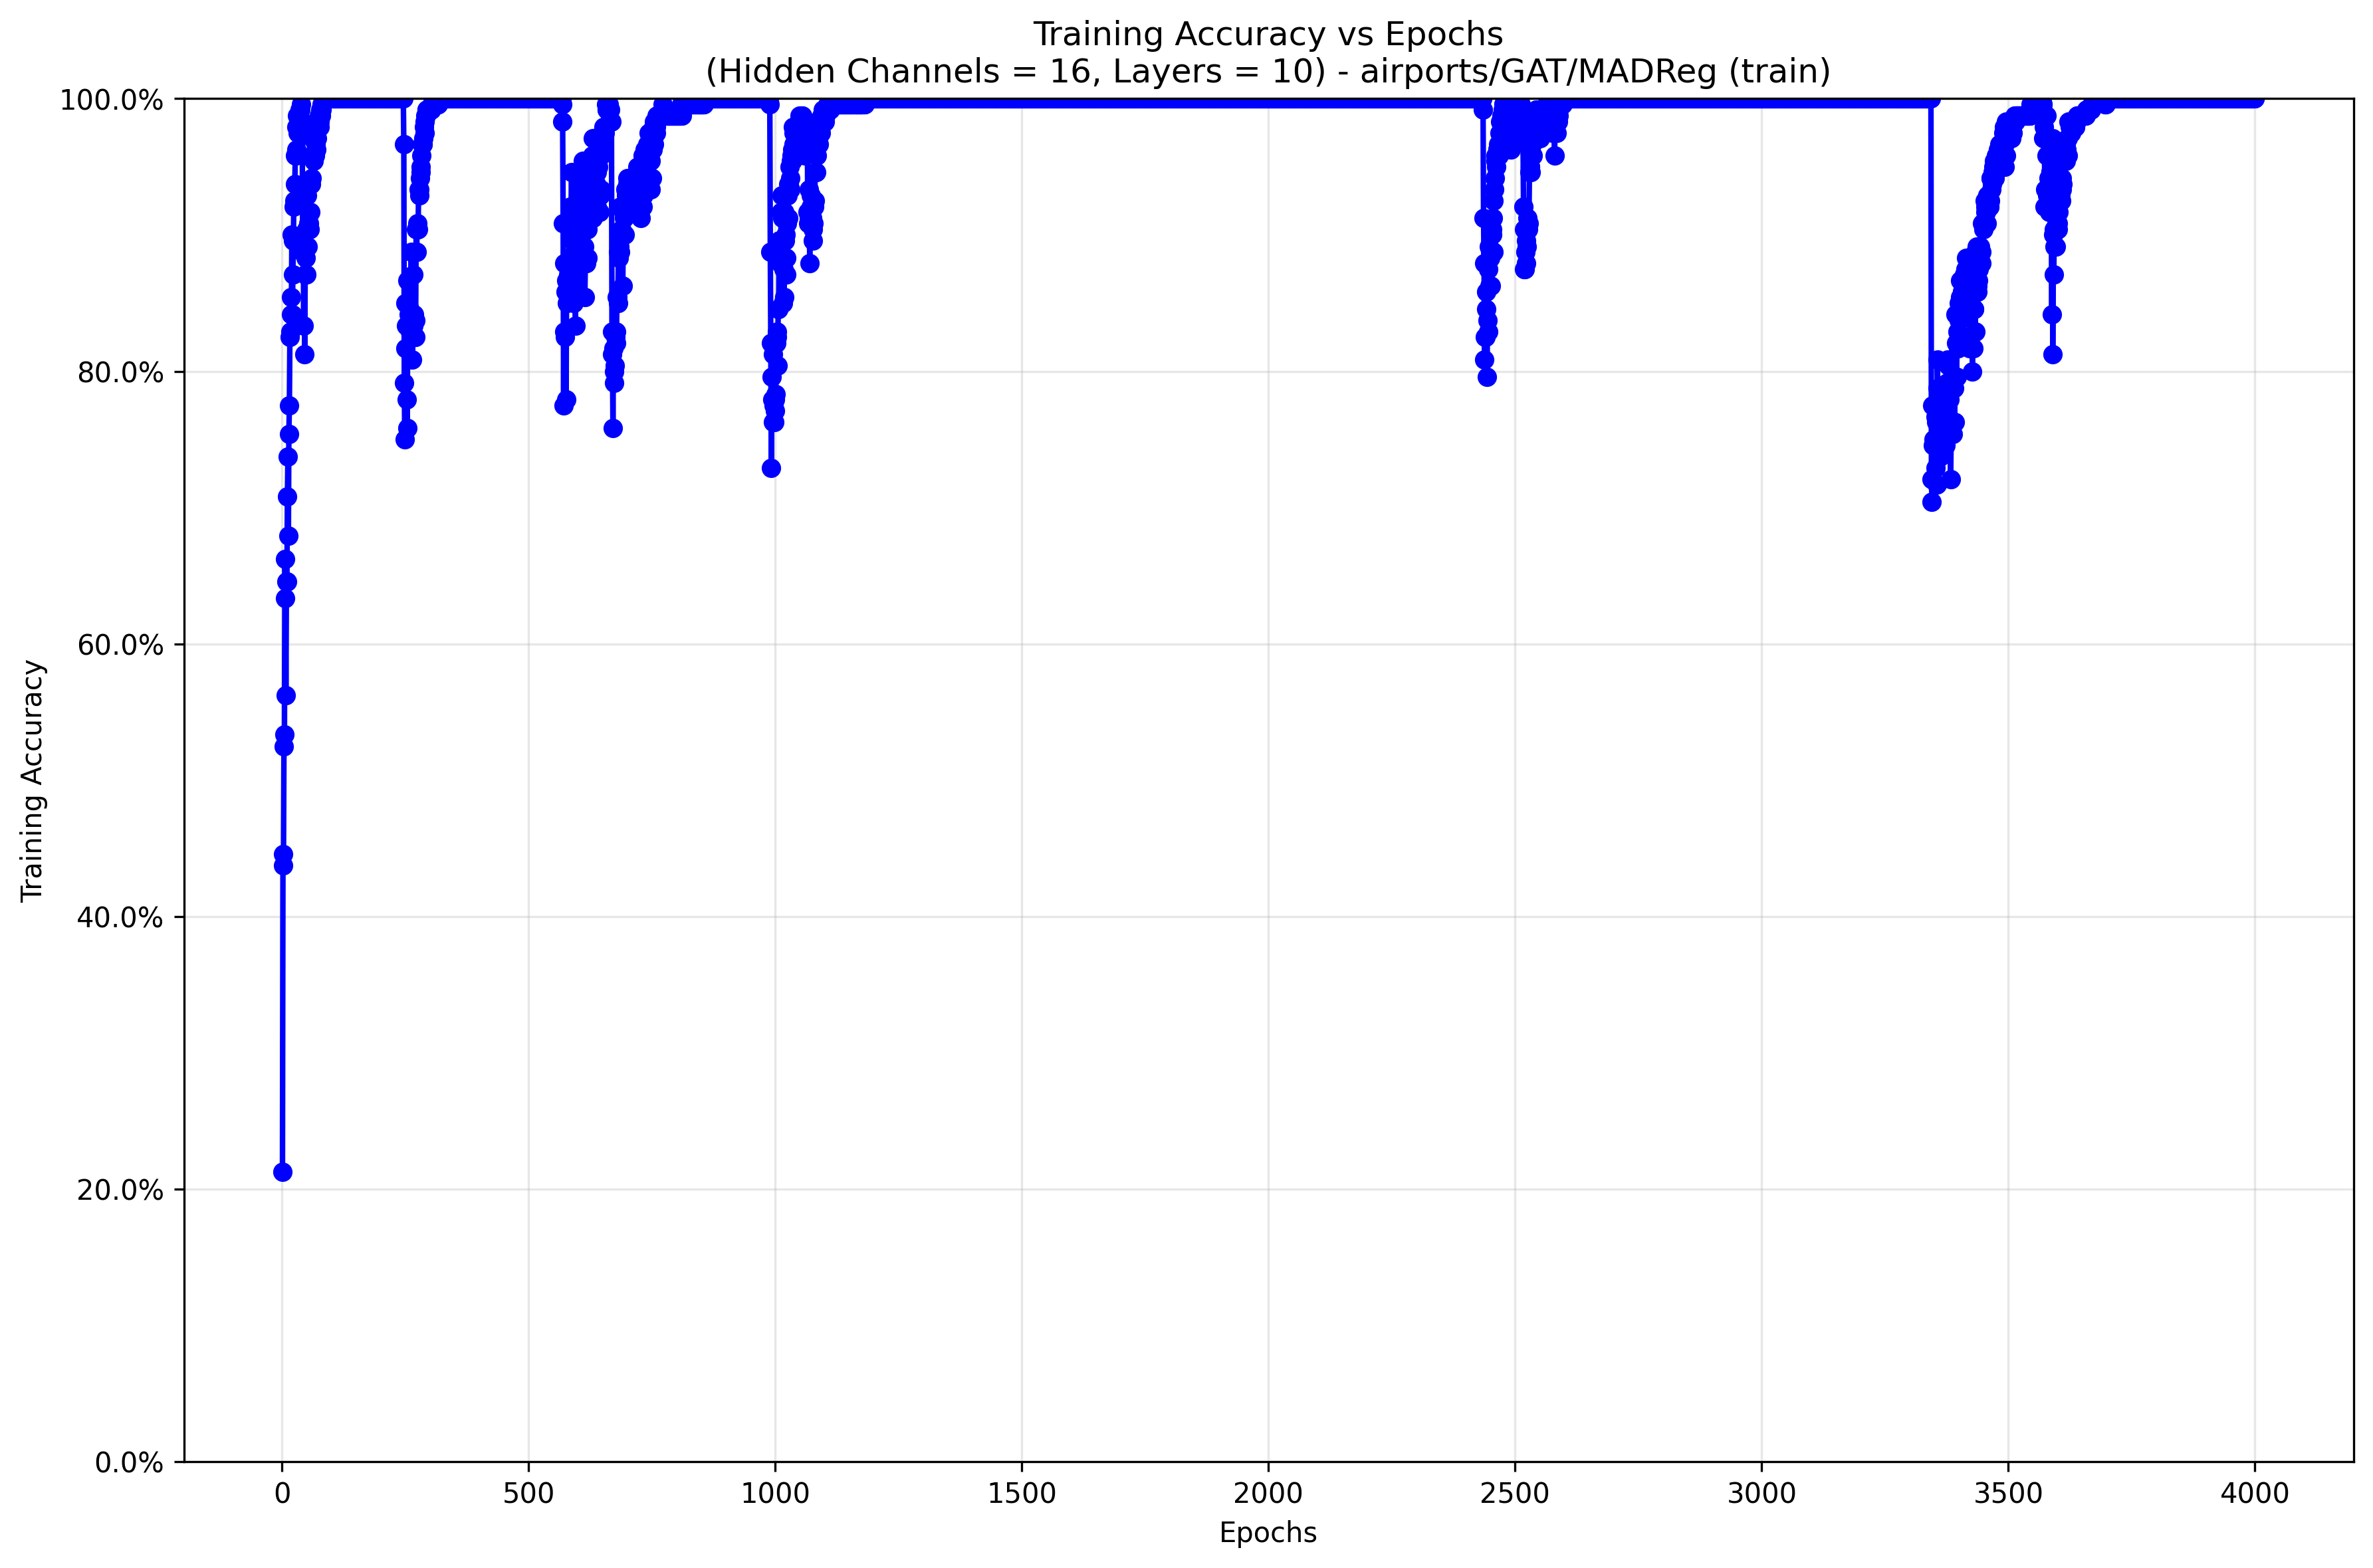 Training Accuracy vs Epochs
(Hidden Channels = 16, Layers = 10) - airports/GAT/MADReg (train)
100.0%
80.0%
60.0%
40.0%
20.0%
0.0%
Training Accuracy
0 500 1000 1500 2000 2500 3000 3500 4000
Epochs